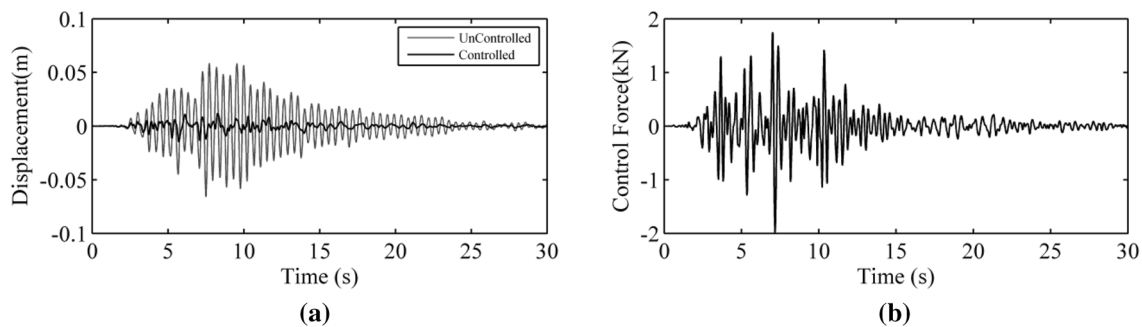 0.1
0.05
0
-0.05
-0.1
Displacement(m)
UnControlled
Controlled
0 5 10 15 20 25 30
Time (s)
(a)
2
1
0
-1
-2
Control Force(kN)
0 5 10 15 20 25 30
Time (s)
(b)